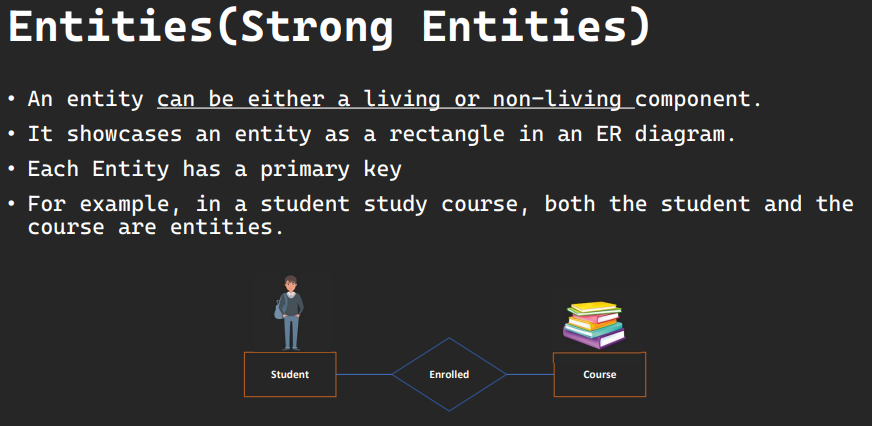 Entities(Strong Entities)
• An entity can be either a living or non-living component.
• It showcases an entity as a rectangle in an ER diagram.
• Each Entity has a primary key
• For example, in a student study course, both the student and the
course are entities.
Student
Enrolled
Course